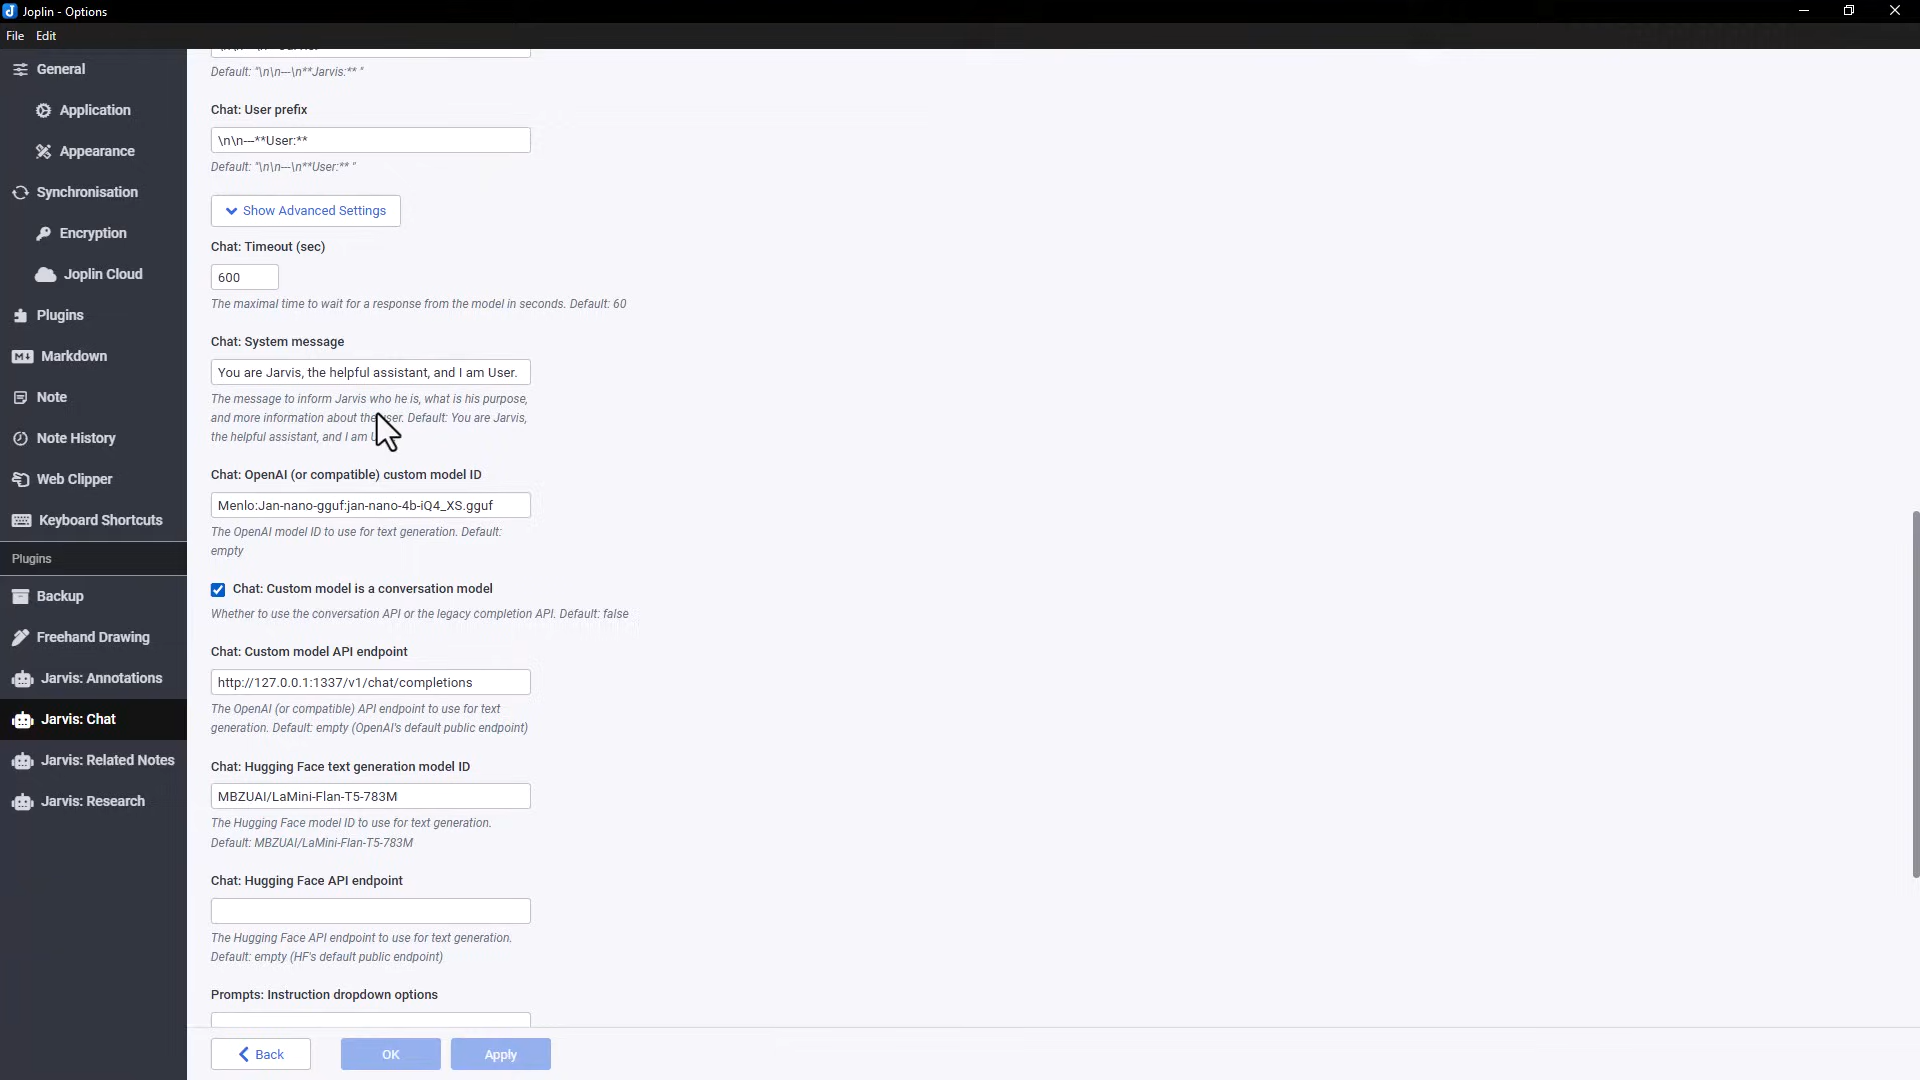 Joplin - Options
File Edit
General
Application
Appearance
Synchronisation
Encryption
Joplin Cloud
Plugins
Markdown
Note
Note History
Web Clipper
Keyboard Shortcuts
Plugins
Backup
Freehand Drawing
Jarvis: Annotations
Jarvis: Chat
Jarvis: Related Notes
Jarvis: Research
Default: "\n\n---\n**Jarvis:** "
Chat: User prefix
\n\n---**User:**
Default: "\n\n---\n**User:** "
Show Advanced Settings
Chat: Timeout (sec)
600
The maximal time to wait for a response from the model in seconds. Default: 60
Chat: System message
You are Jarvis, the helpful assistant, and I am User.
The message to inform Jarvis who he is, what is his purpose,
and more information about the user. Default: You are Jarvis,
the helpful assistant, and I am
Chat: OpenAI (or compatible) custom model ID
Menlo:Jan-nano-gguf:jan-nano-4b-iQ4_XS.gguf
The OpenAI model ID to use for text generation. Default:
empty
Chat: Custom model is a conversation model
Whether to use the conversation API or the legacy completion API. Default: false
Chat: Custom model API endpoint
http://127.0.0.1:1337/v1/chat/completions
The OpenAI (or compatible) API endpoint to use for text
generation. Default: empty (OpenAI's default public endpoint)
Chat: Hugging Face text generation model ID
MBZUAI/LaMini-Flan-T5-783M
The Hugging Face model ID to use for text generation.
Default: MBZUAI/LaMini-Flan-T5-783M
Chat: Hugging Face API endpoint
The Hugging Face API endpoint to use for text generation.
Default: empty (HF's default public endpoint)
Prompts: Instruction dropdown options
Back
OK
Apply